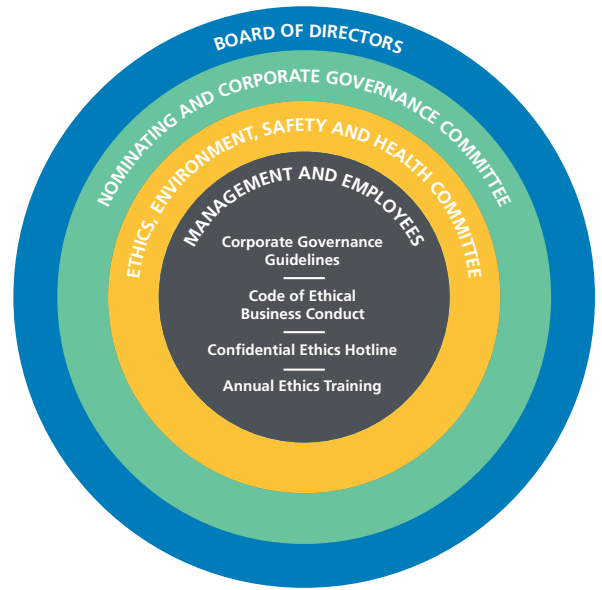 BOARD OF DIRECTORS
NOMINATING AND CORPORATE GOVERNANCE COMMITTEE
ETHICS, ENVIRONMENT, SAFETY AND HEALTH COMMITTEE
MANAGEMENT AND EMPLOYEES
Corporate Governance
Guidelines
Code of Ethical
Business Conduct
Confidential Ethics Hotline
Annual Ethics Training